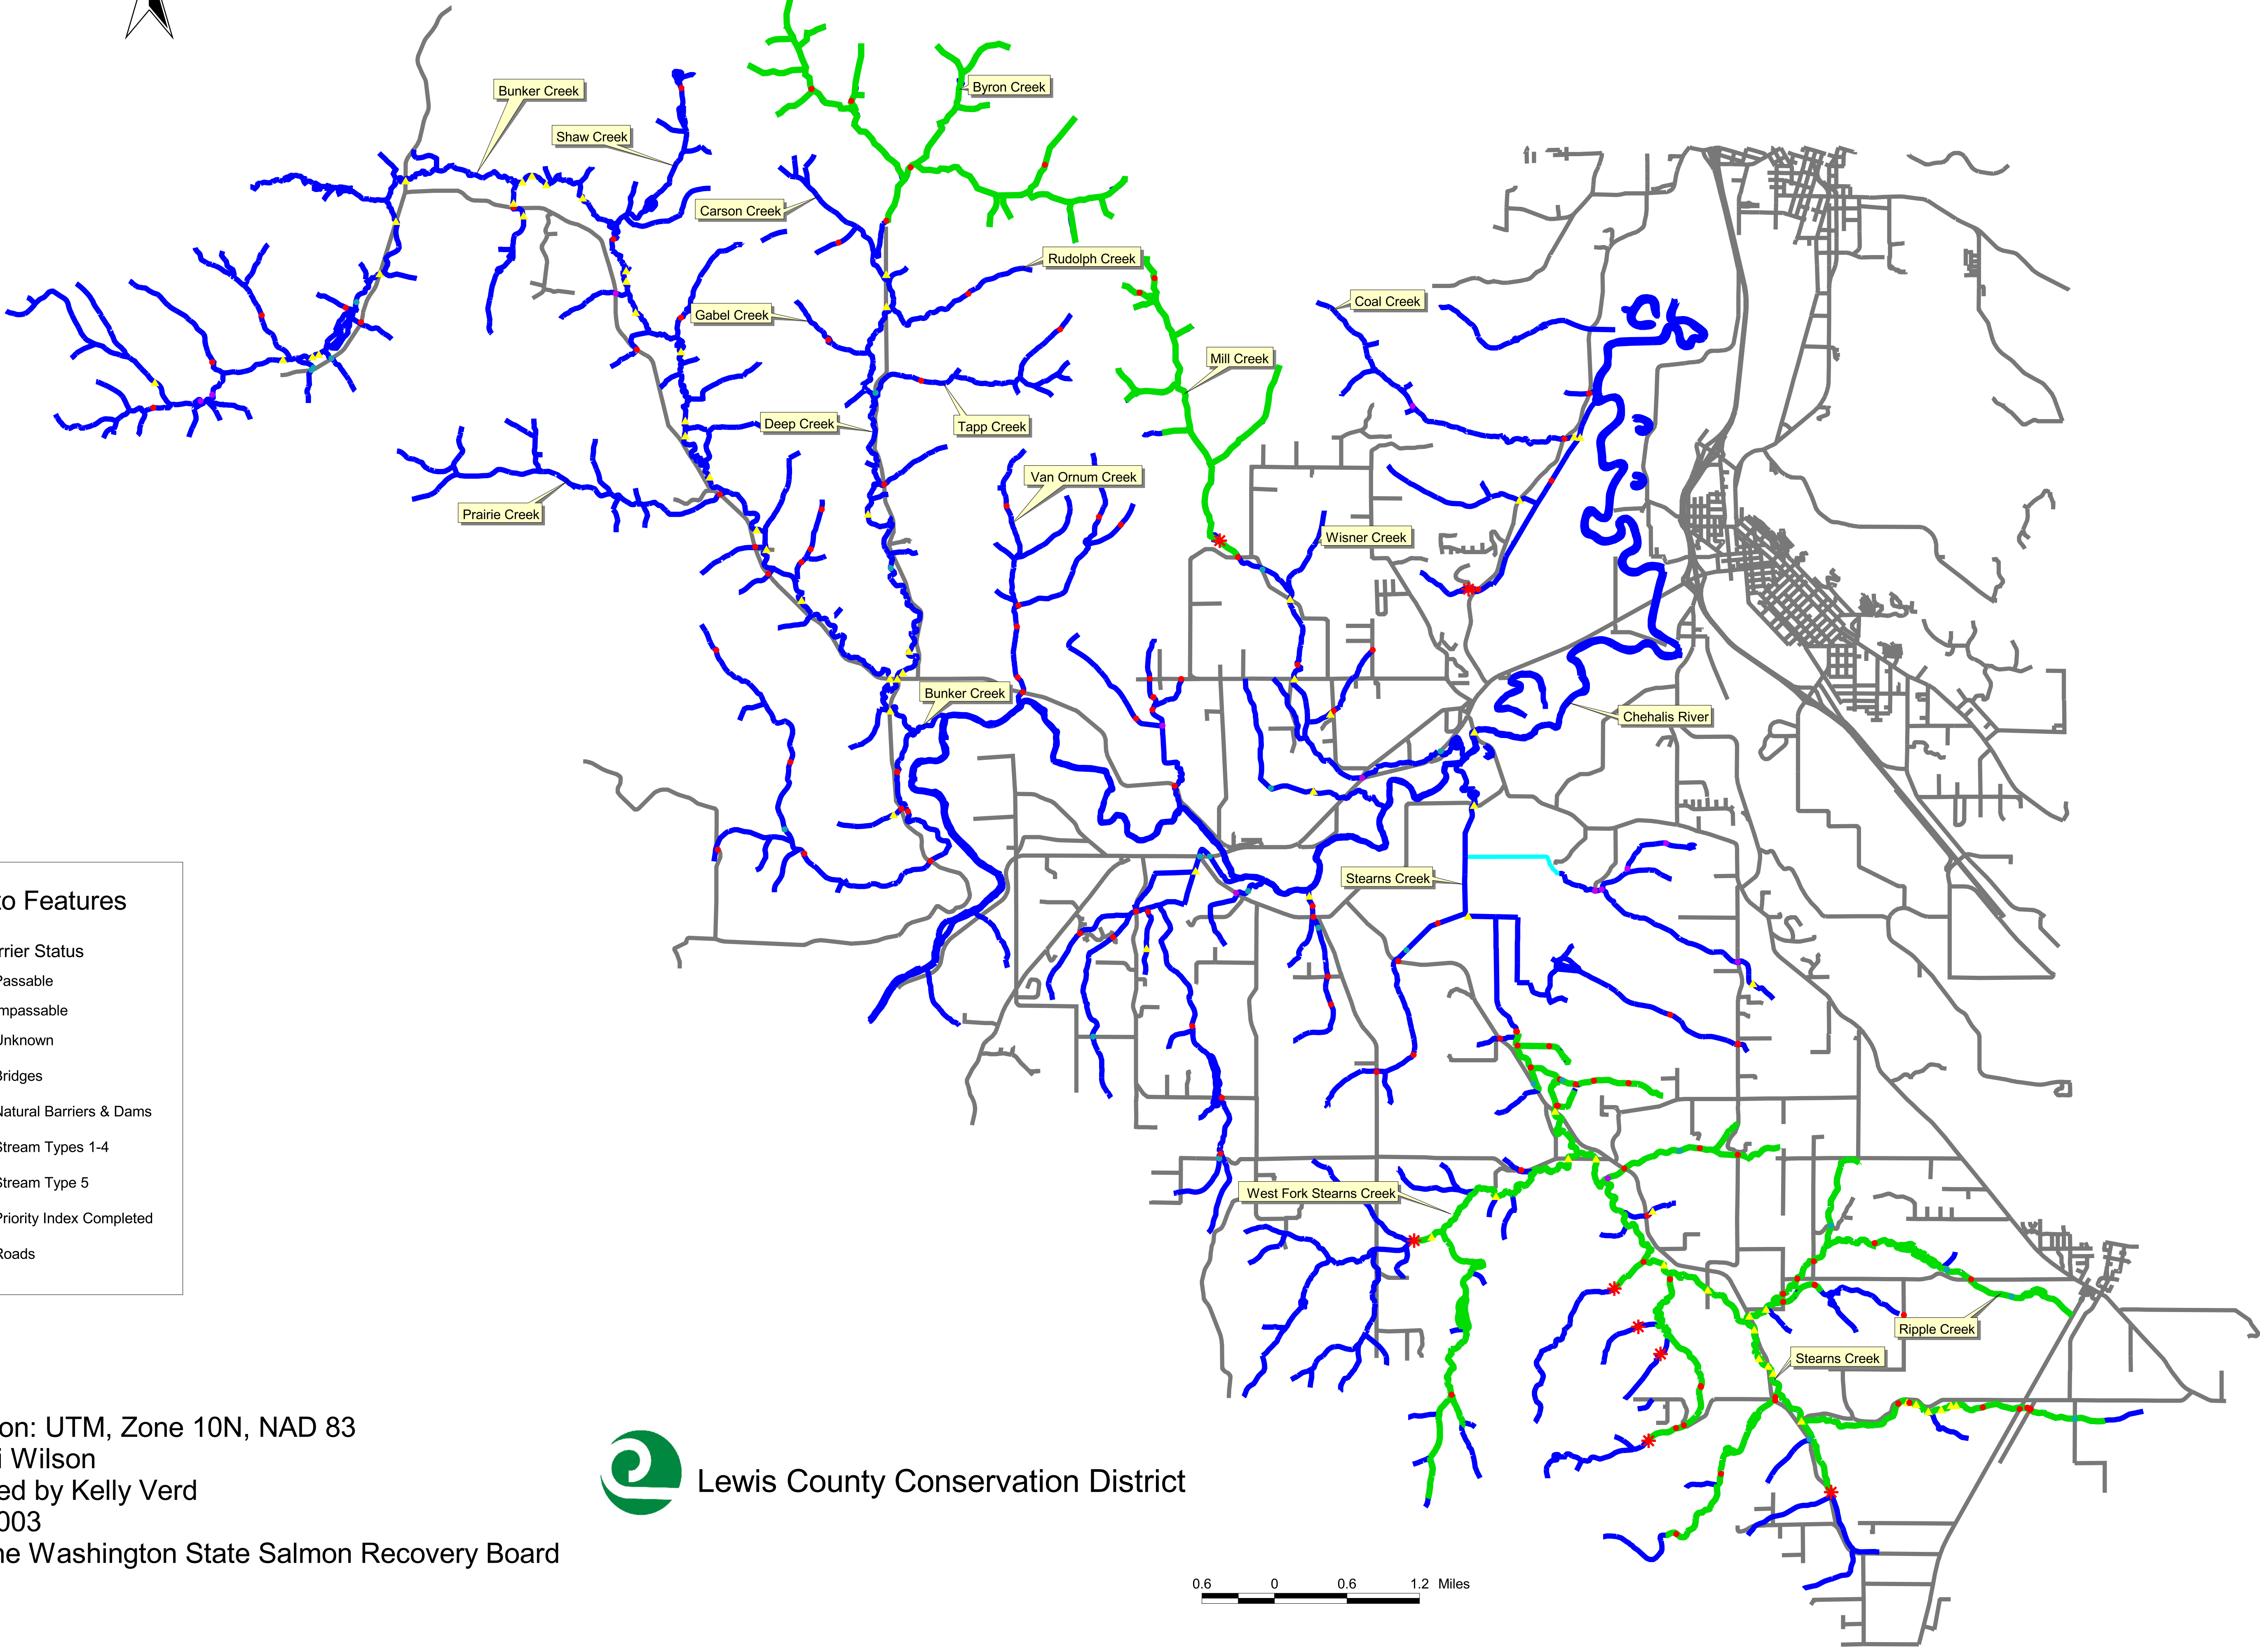 Byron Creek
Bunker Creek
Shaw Creek
Carson Creek
Rudolph Creek
Coal Creek
Gabel Creek
Mill Creek
Deep Creek
Tapp Creek
Van Ornum Creek
Prairie Creek
Wisner Creek
Bunker Creek
Chehalis River
Stearns Creek
to Features
rrier Status
Passable
mpassable
Unknown
Bridges
Natural Barriers & Dams
Stream Types 1-4
Stream Type 5
Priority Index Completed
Roads
West Fork Stearns Creek
Ripple Creek
Stearns Creek
on: UTM, Zone 10N, NAD 83
i Wilson
ed by Kelly Verd
003
he Washington State Salmon Recovery Board
Lewis County Conservation District
0.6 0 0.6 1.2 Miles